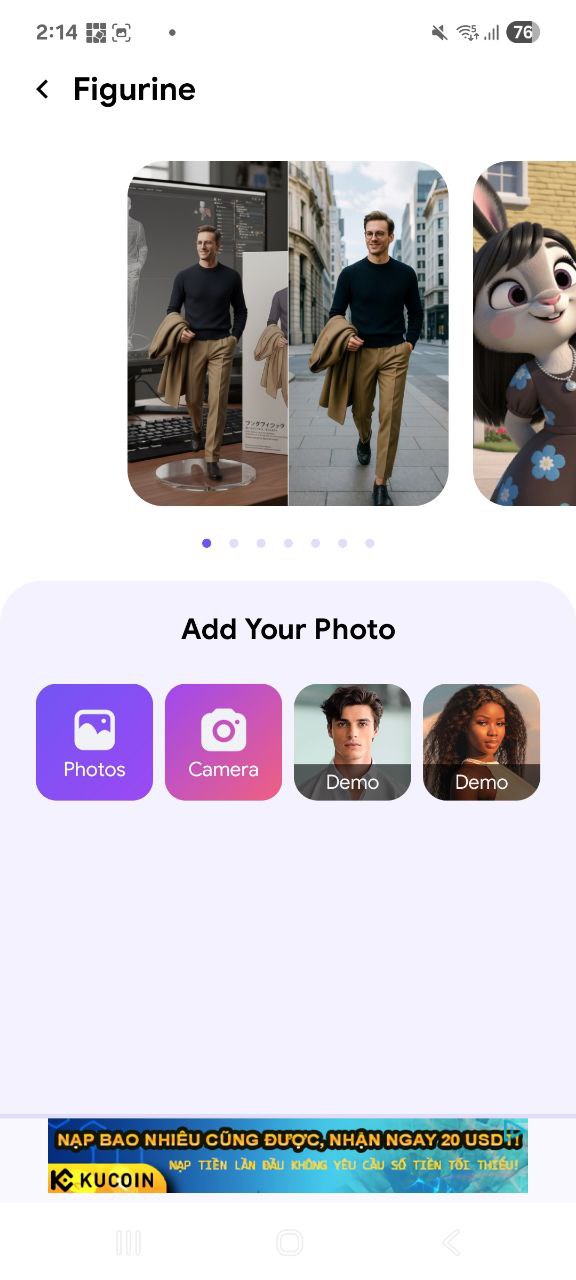 2:14
76
Figurine
Add Your Photo
Photos
Camera
Demo
Demo
NẠP BAO NHIÊU CŨNG ĐƯỢC, NHẬN NGAY 20 USDT!
NẠP TIỀN LẦN ĐẦU KHÔNG YÊU CẦU SỐ TIỀN TỐI THIỂU!
KUCOIN